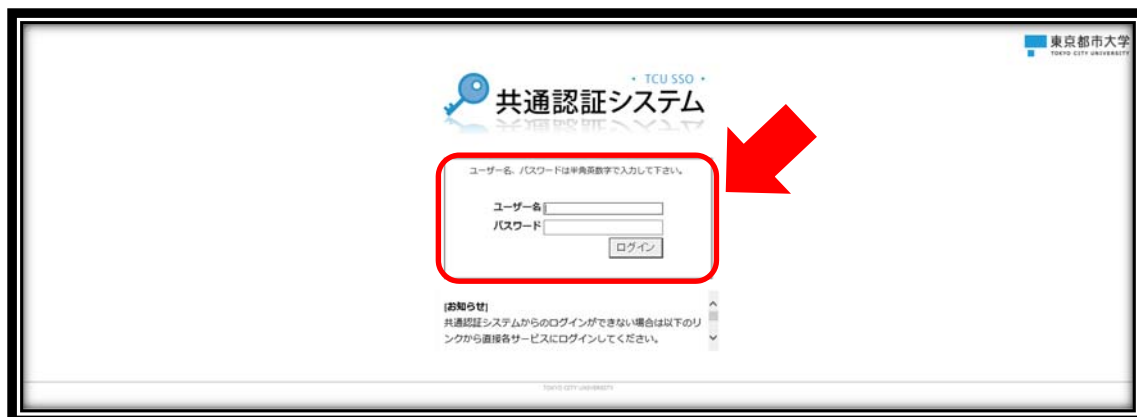 東京都市大学
TOKYO CITY UNIVERSITY
・TCU SSO・
共通認証システム
ユーザー名、パスワードは半角英数字で入力して下さい。
ユーザー名
パスワード
ログイン
[お知らせ]
共通認証システムからのログインができない場合は以下のリ
ンクから直接各サービスにログインしてください。
TOKYO CITY UNIVERSITY